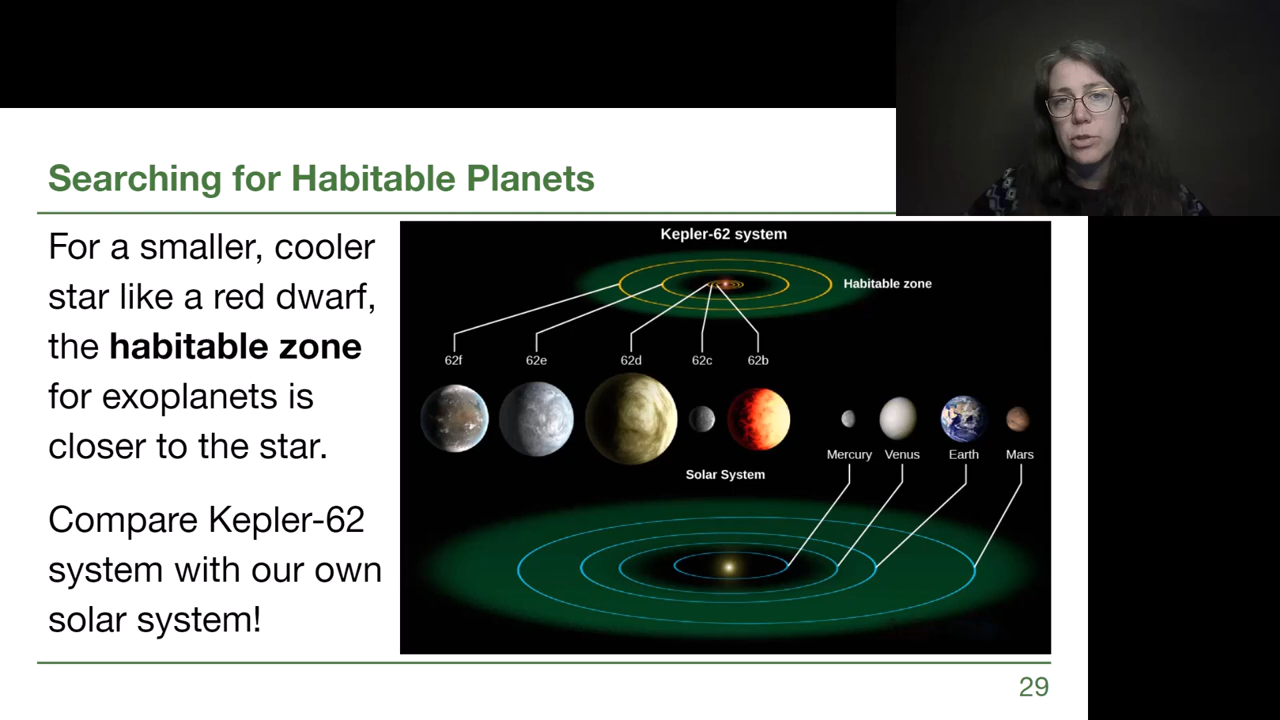 Searching for Habitable Planets
For a smaller, cooler
star like a red dwarf,
the habitable zone
for exoplanets is
closer to the star.
Compare Kepler-62
system with our own
solar system!
Kepler-62 system
Habitable zone
62f 62e 62d 62c 62b
Mercury Venus Earth Mars
Solar System
29